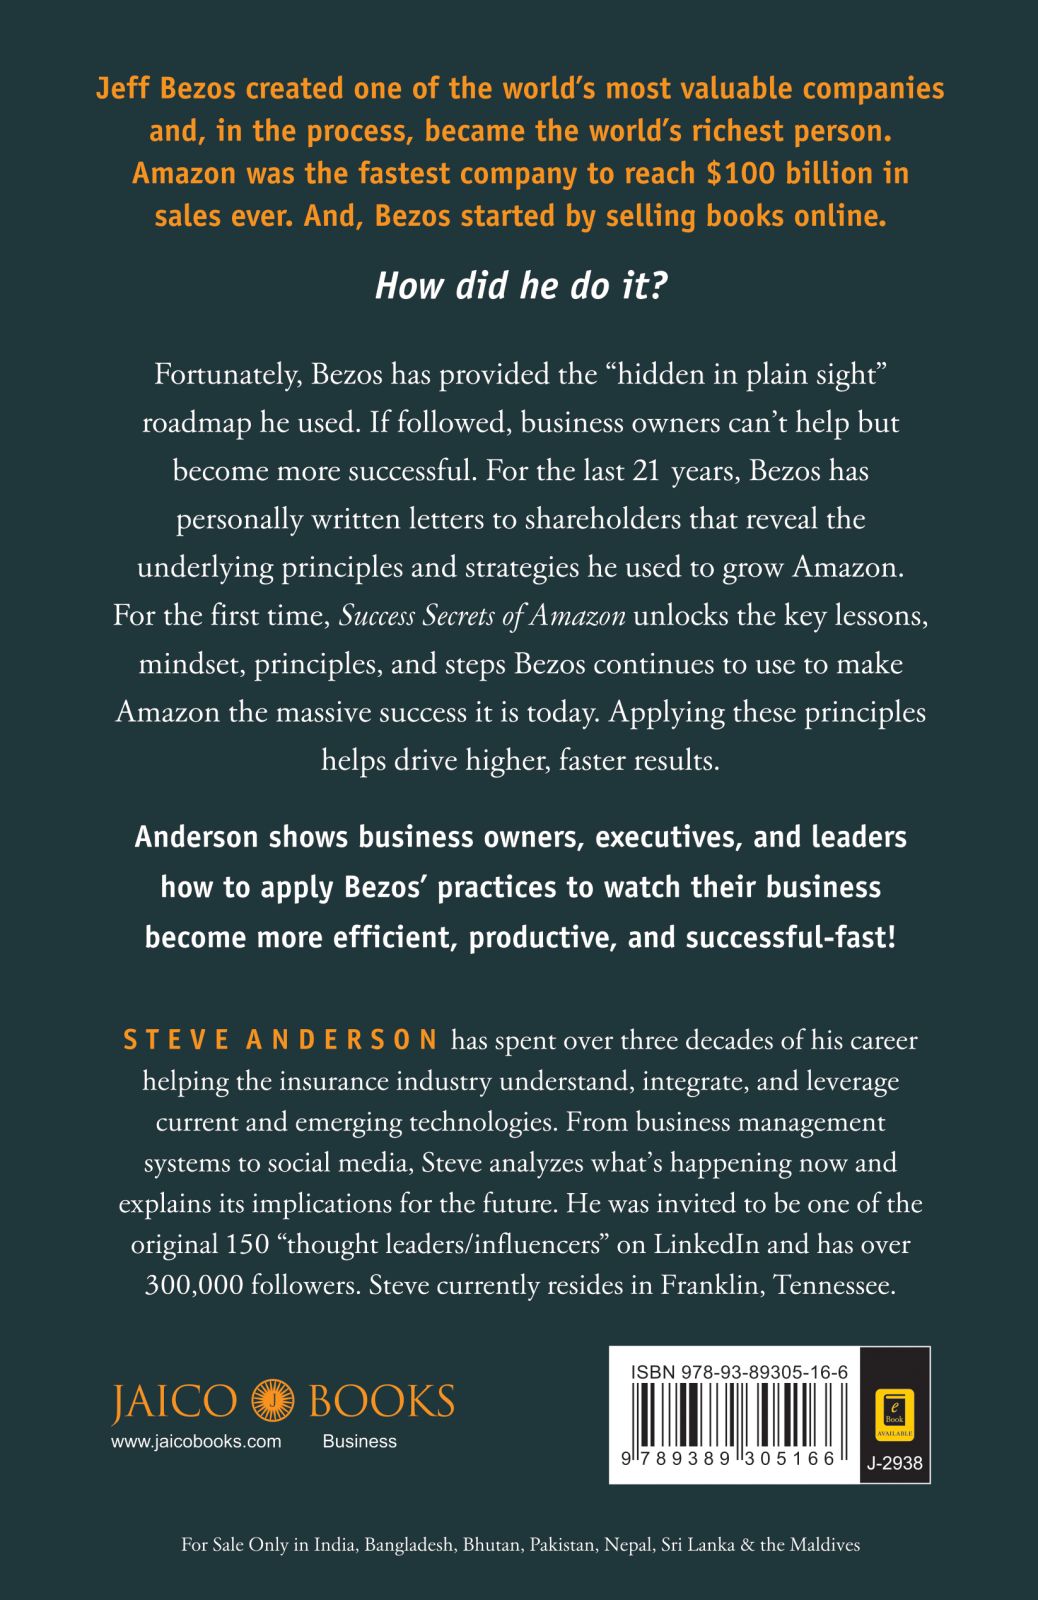 Jeff Bezos created one of the world's most valuable companies
and, in the process, became the world's richest person.
Amazon was the fastest company to reach $100 billion in
sales ever. And, Bezos started by selling books online.
How did he do it?
Fortunately, Bezos has provided the “hidden in plain sight”
roadmap he used. If followed, business owners can’t help but
become more successful. For the last 21 years, Bezos has
personally written letters to shareholders that reveal the
underlying principles and strategies he used to grow Amazon.
For the first time, Success Secrets of Amazon unlocks the key lessons,
mindset, principles, and steps Bezos continues to use to make
Amazon the massive success it is today. Applying these principles
helps drive higher, faster results.
Anderson shows business owners, executives, and leaders
how to apply Bezos’ practices to watch their business
become more efficient, productive, and successful-fast!
STEVE ANDERSON has spent over three decades of his career
helping the insurance industry understand, integrate, and leverage
current and emerging technologies. From business management
systems to social media, Steve analyzes what’s happening now and
explains its implications for the future. He was invited to be one of the
original 150 “thought leaders/influencers” on LinkedIn and has over
300,000 followers. Steve currently resides in Franklin, Tennessee.
JAICO J BOOKS
www.jaicobooks.com Business
ISBN 978-93-89305-16-6
9 789389 305166
e
Book
AVAILABLE
J-2938
For Sale Only in India, Bangladesh, Bhutan, Pakistan, Nepal, Sri Lanka & the Maldives